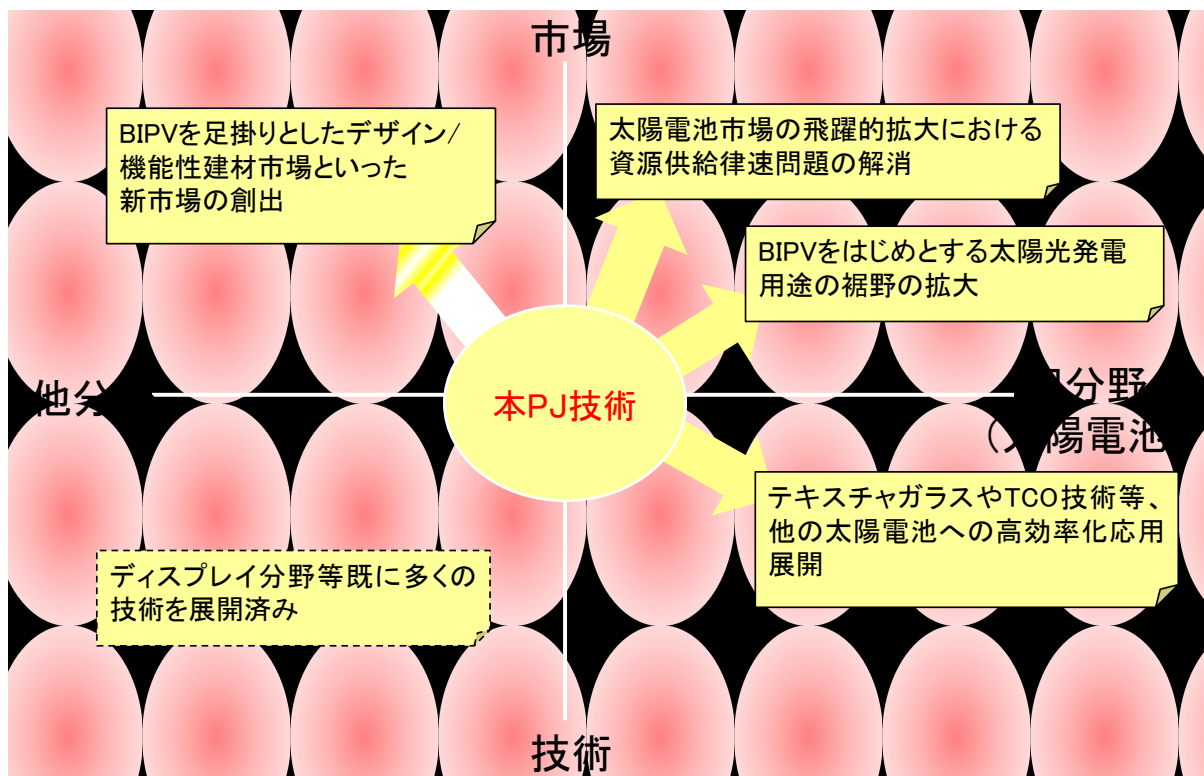 市場
BIPVを足掛りとしたデザイン/
機能性建材市場といった
新市場の創出
太陽電池市場の飛躍的拡大における
資源供給律速問題の解消
BIPVをはじめとする太陽光発電
用途の裾野の拡大
他分
本PJ技術
分野
陽電池
テキスチャガラスやTCO技術等、
他の太陽電池への高効率化応用
展開
ディスプレイ分野等既に多くの
技術を展開済み
技術